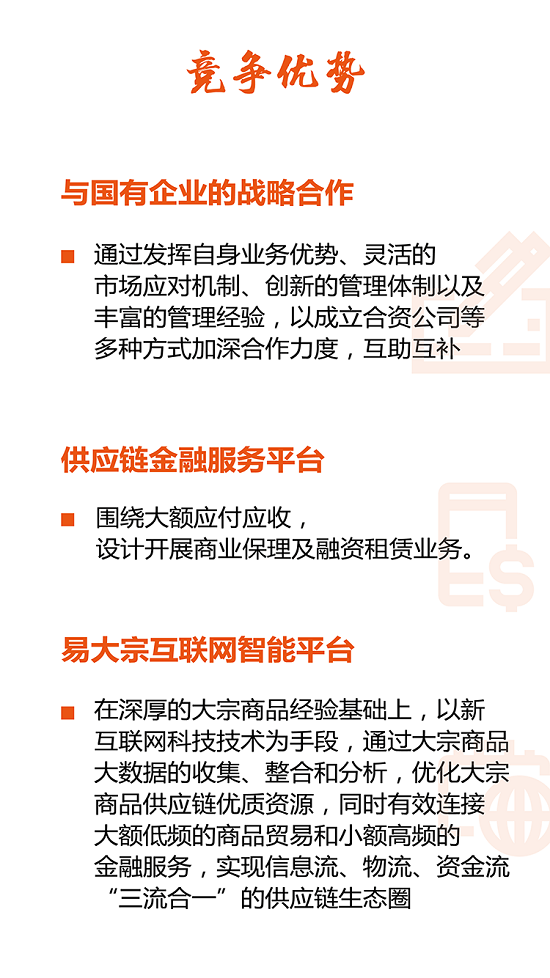 竞争优势
与国有企业的战略合作
通过发挥自身业务优势、灵活的
市场应对机制、创新的管理体制以及
丰富的管理经验，以成立合资公司等
多种方式加深合作力度，互助互补
供应链金融服务平台
围绕大额应付应收，
设计开展商业保理及融资租赁业务。
易大宗互联网智能平台
在深厚的大宗商品经验基础上，以新
互联网科技技术为手段，通过大宗商品
大数据的收集、整合和分析，优化大宗
商品供应链优质资源，同时有效连接
大额低频的商品贸易和小额高频的
金融服务，实现信息流、物流、资金流
“三流合一”的供应链生态圈